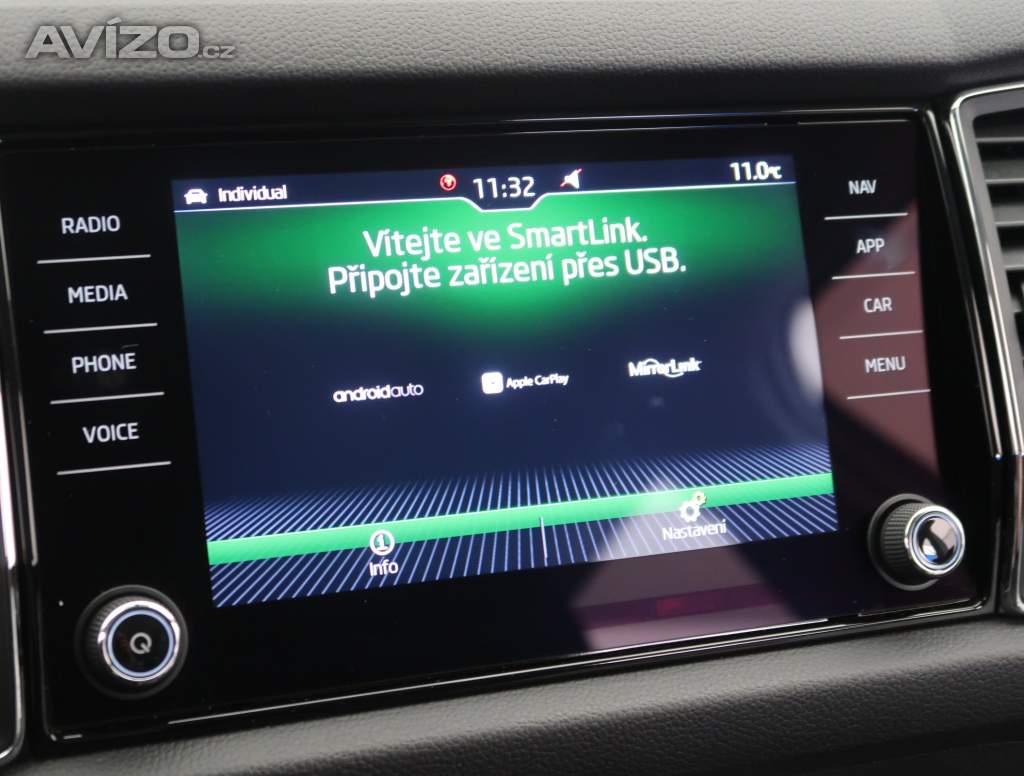 AVÍZO.cz
Individual
11:32
11.0°C
RADIO
MEDIA
PHONE
VOICE
Vítejte ve SmartLink.
Připojte zařízení přes USB.
androidauto
Apple CarPlay
MirrorLink
Info
Nastavení
NAV
APP
CAR
MENU